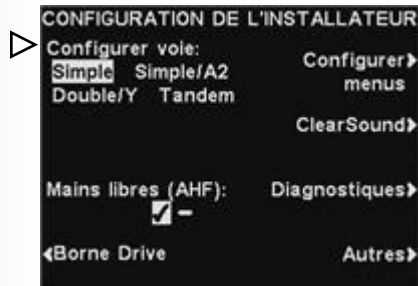 CONFIGURATION DE L'INSTALLATEUR
Configurer voie:
Simple Simple/A2
Double/Y Tandem
Configurer
menus
ClearSound
Mains libres (AHF):
Diagnostiques
Borne Drive
Autres